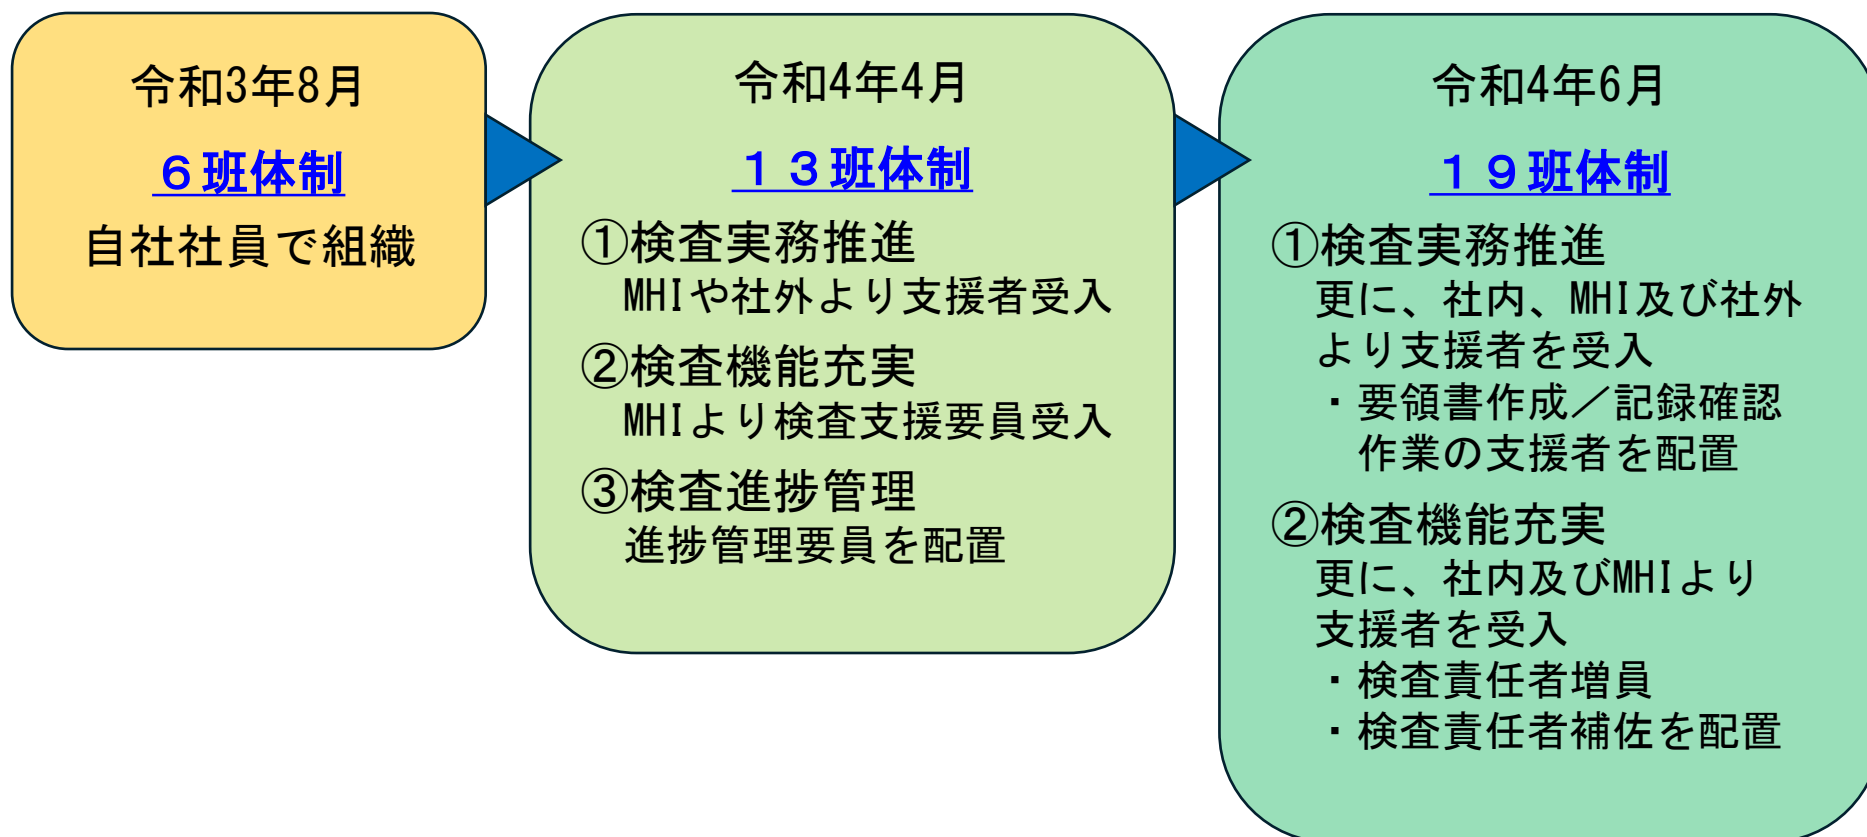 令和3年8月
６班体制
自社社員で組織
令和4年4月
１３班体制
①検査実務推進
MHIや社外より支援者受入
②検査機能充実
MHIより検査支援要員受入
③検査進捗管理
進捗管理要員を配置
令和4年6月
１９班体制
①検査実務推進
更に、社内、MHI及び社外
より支援者を受入
・要領書作成／記録確認
作業の支援者を配置
②検査機能充実
更に、社内及びMHIより
支援者を受入
・検査責任者増員
・検査責任者補佐を配置